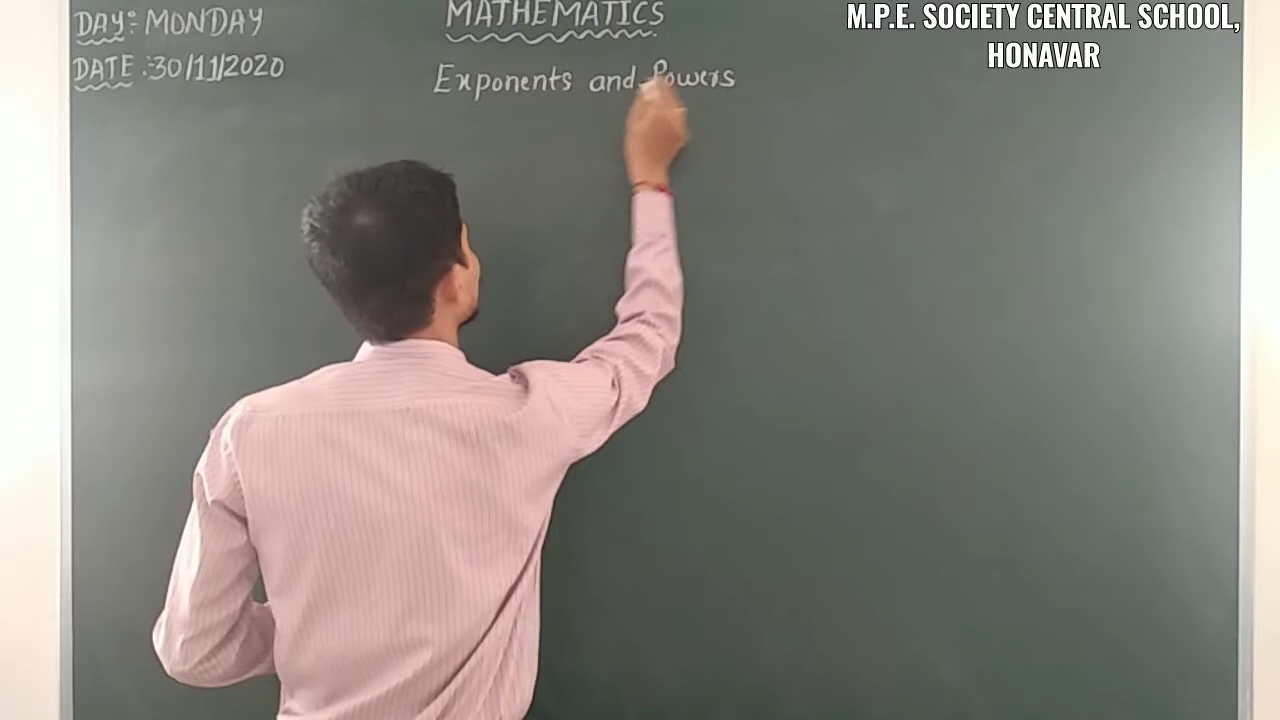 DAY:- MONDAY
DATE :- 30/11/2020
MATHEMATICS
Exponents and Powers
M.P.E. SOCIETY CENTRAL SCHOOL,
HONAVAR